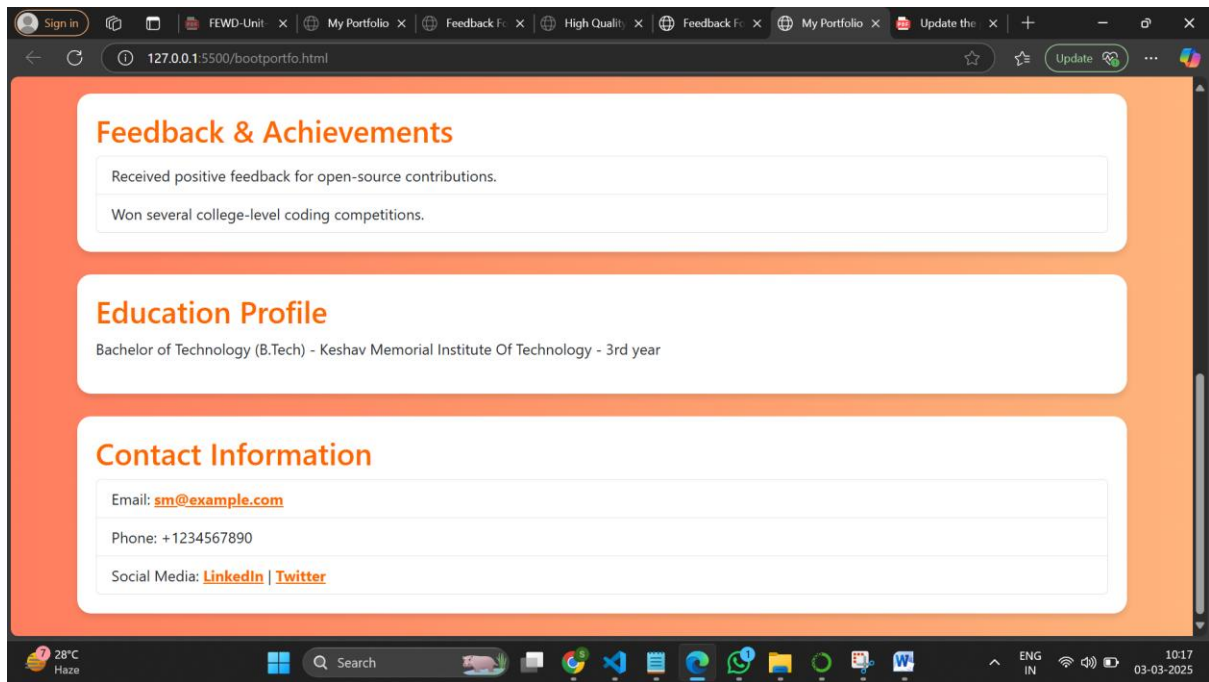 Sign in
FEWD-Unit-
My Portfolio
Feedback Fo
High Quality
Feedback Fo
My Portfolio
Update the
127.0.0.1:5500/bootportfo.html
Update
Feedback & Achievements
Received positive feedback for open-source contributions.
Won several college-level coding competitions.
Education Profile
Bachelor of Technology (B.Tech) - Keshav Memorial Institute Of Technology - 3rd year
Contact Information
Email: sm@example.com
Phone: +1234567890
Social Media: LinkedIn | Twitter
7
28°C
Haze
Search
ENG
IN
10:17
03-03-2025